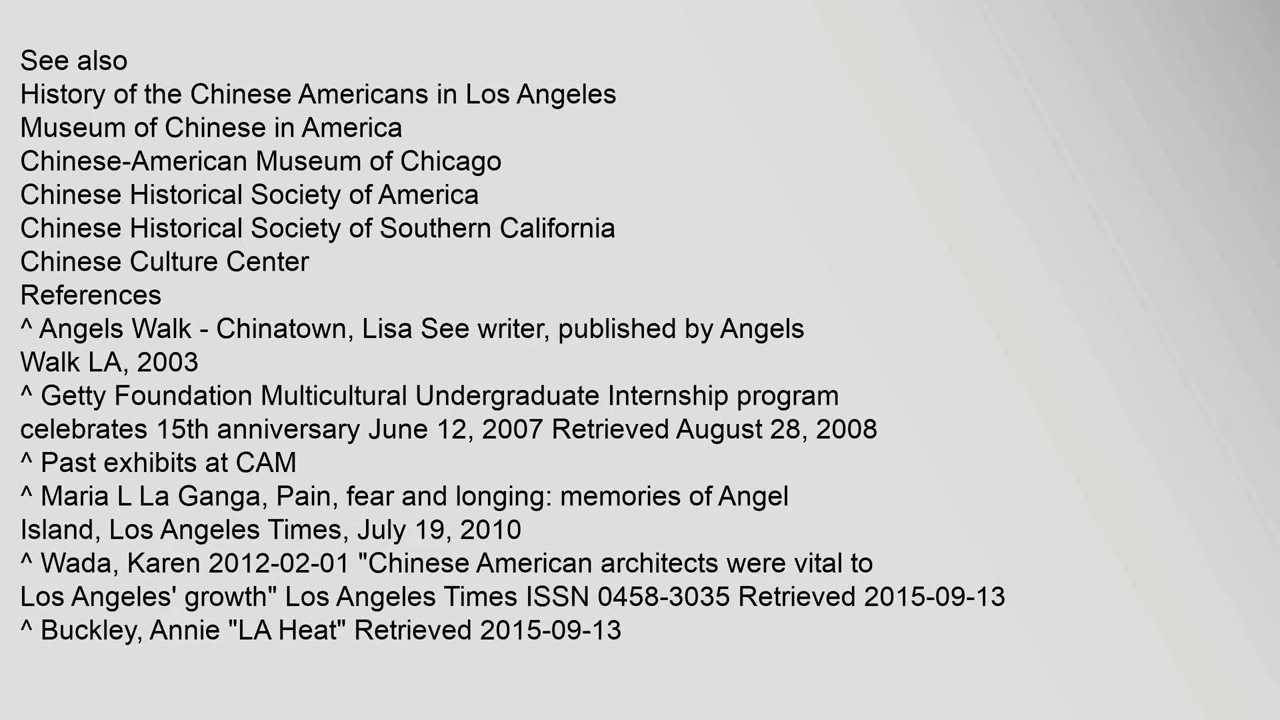 See also
History of the Chinese Americans in Los Angeles
Museum of Chinese in America
Chinese-American Museum of Chicago
Chinese Historical Society of America
Chinese Historical Society of Southern California
Chinese Culture Center
References
^ Angels Walk - Chinatown, Lisa See writer, published by Angels
Walk LA, 2003
^ Getty Foundation Multicultural Undergraduate Internship program
celebrates 15th anniversary June 12, 2007 Retrieved August 28, 2008
^ Past exhibits at CAM
^ Maria L La Ganga, Pain, fear and longing: memories of Angel
Island, Los Angeles Times, July 19, 2010
^ Wada, Karen 2012-02-01 "Chinese American architects were vital to
Los Angeles' growth" Los Angeles Times ISSN 0458-3035 Retrieved 2015-09-13
^ Buckley, Annie "LA Heat" Retrieved 2015-09-13